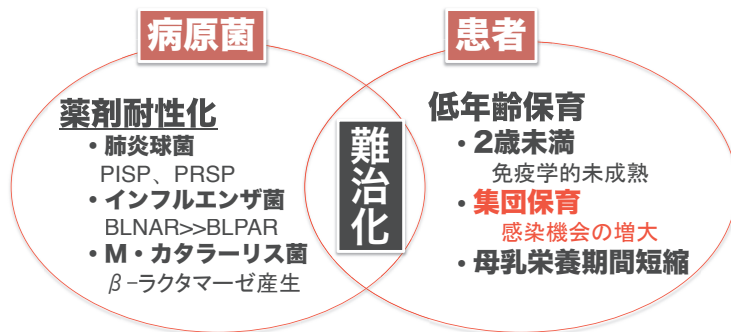 病原菌
患者
薬剤耐性化
・肺炎球菌
PISP、PRSP
・インフルエンザ菌
BLNAR>>BLPAR
・M・カタラーリス菌
β-ラクタマーゼ産生
難治化
低年齢保育
・2歳未満
免疫学的未成熟
・集団保育
感染機会の増大
・母乳栄養期間短縮